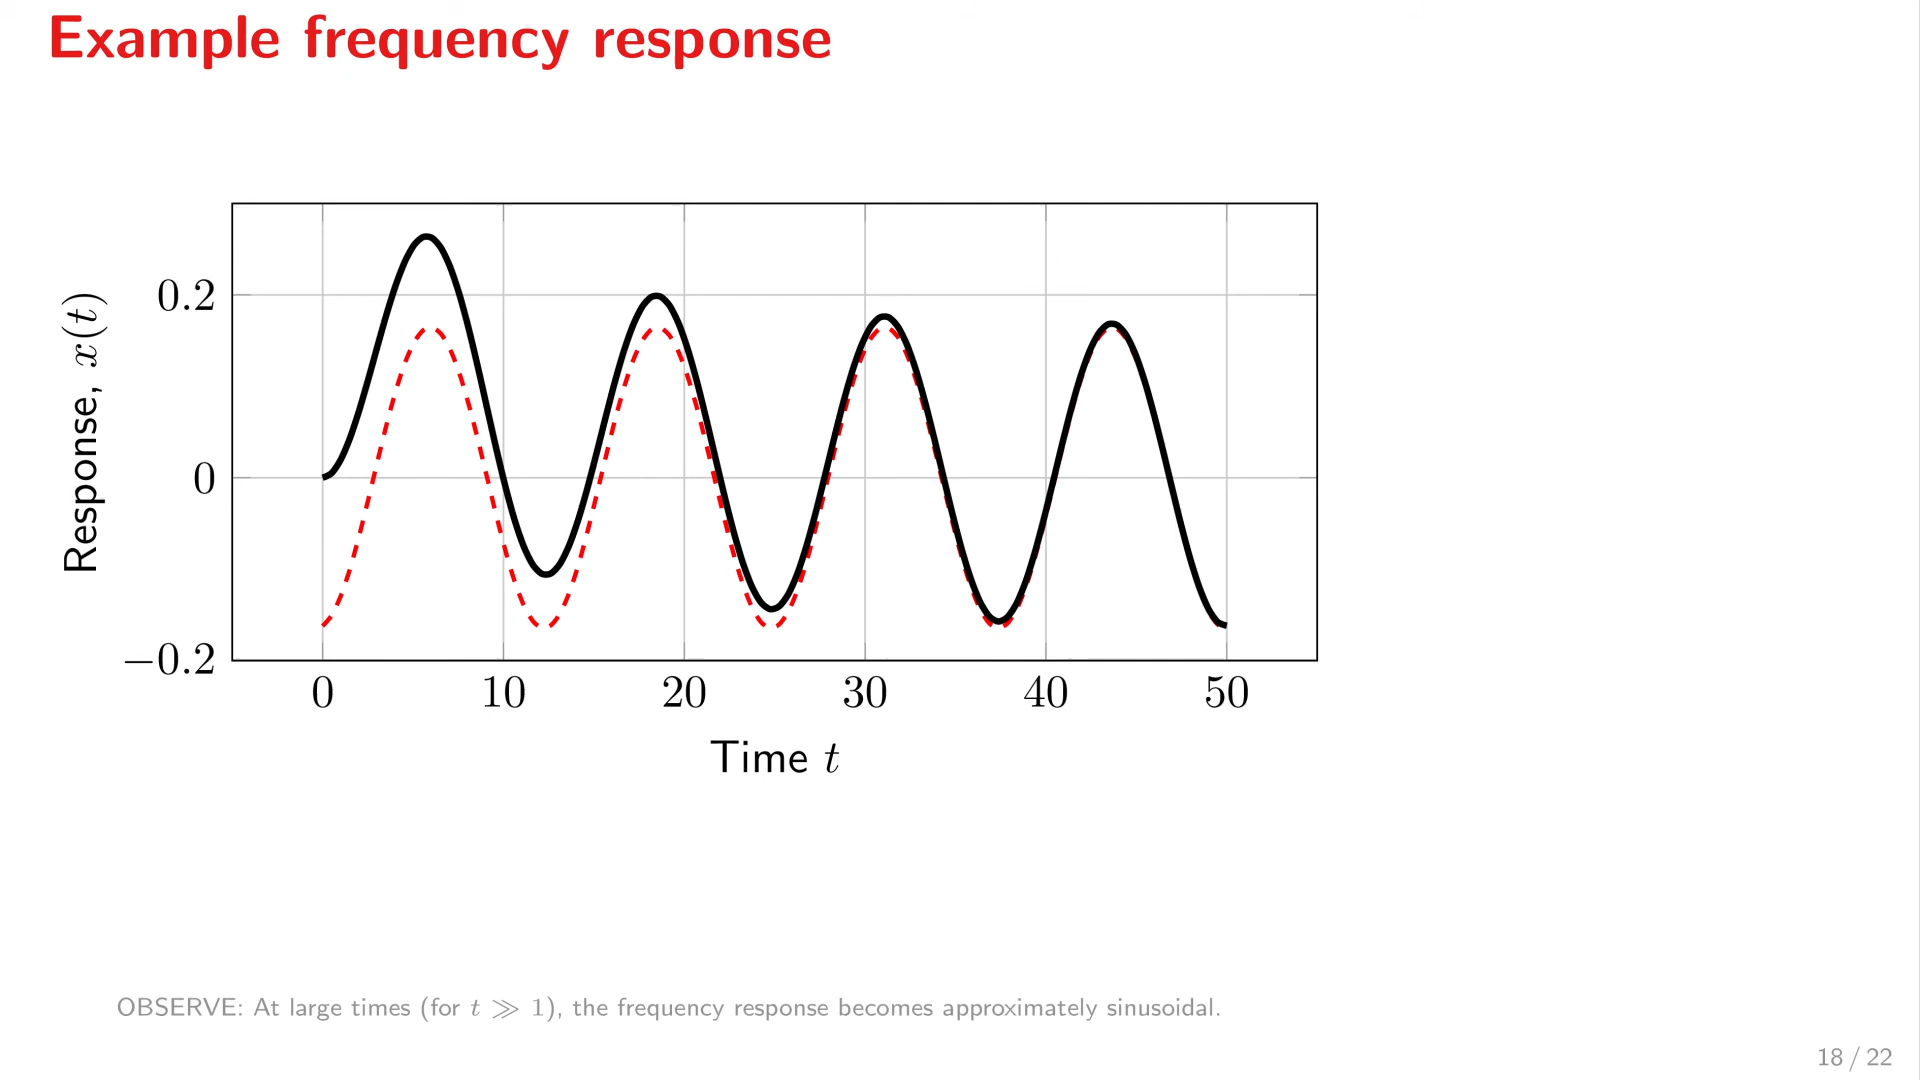 Example frequency response
Response, x(t)
0.2
0
−0.2
0 10 20 30 40 50
Time t
OBSERVE: At large times (for t ≫ 1), the frequency response becomes approximately sinusoidal.
18 / 22